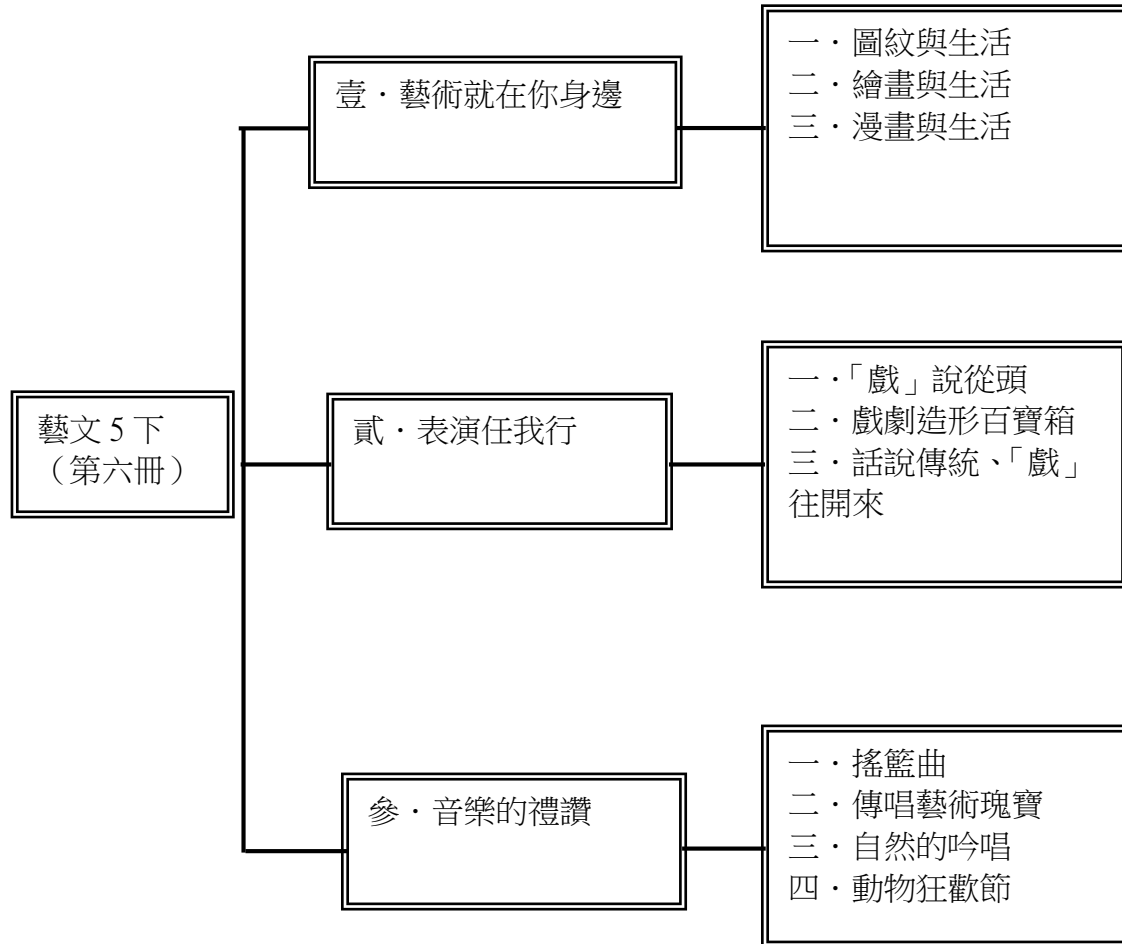 壹．藝術就在你身邊
一．圖紋與生活
二．繪畫與生活
三．漫畫與生活
藝文 5 下
（第六冊）
貳．表演任我行
一．「戲」說從頭
二．戲劇造形百寶箱
三．話說傳統、「戲」
往開來
參．音樂的禮讚
一．搖籃曲
二．傳唱藝術瑰寶
三．自然的吟唱
四．動物狂歡節